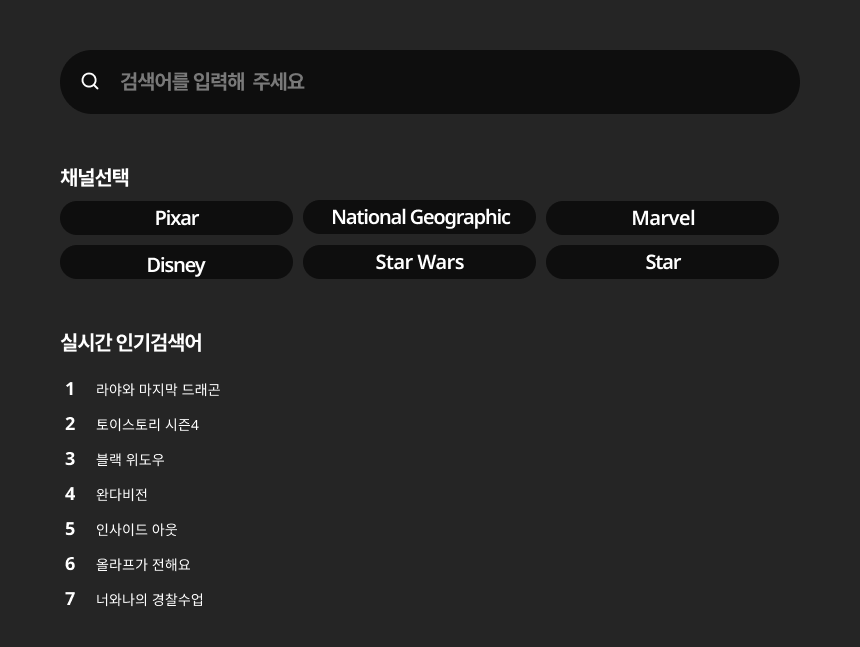 검색어를 입력해 주세요
채널선택
Pixar National Geographic Marvel
Disney Star Wars Star
실시간 인기검색어
1 라야와 마지막 드래곤
2 토이스토리 시즌4
3 블랙 위도우
4 완다비전
5 인사이드 아웃
6 올라프가 전해요
7 너와나의 경찰수업